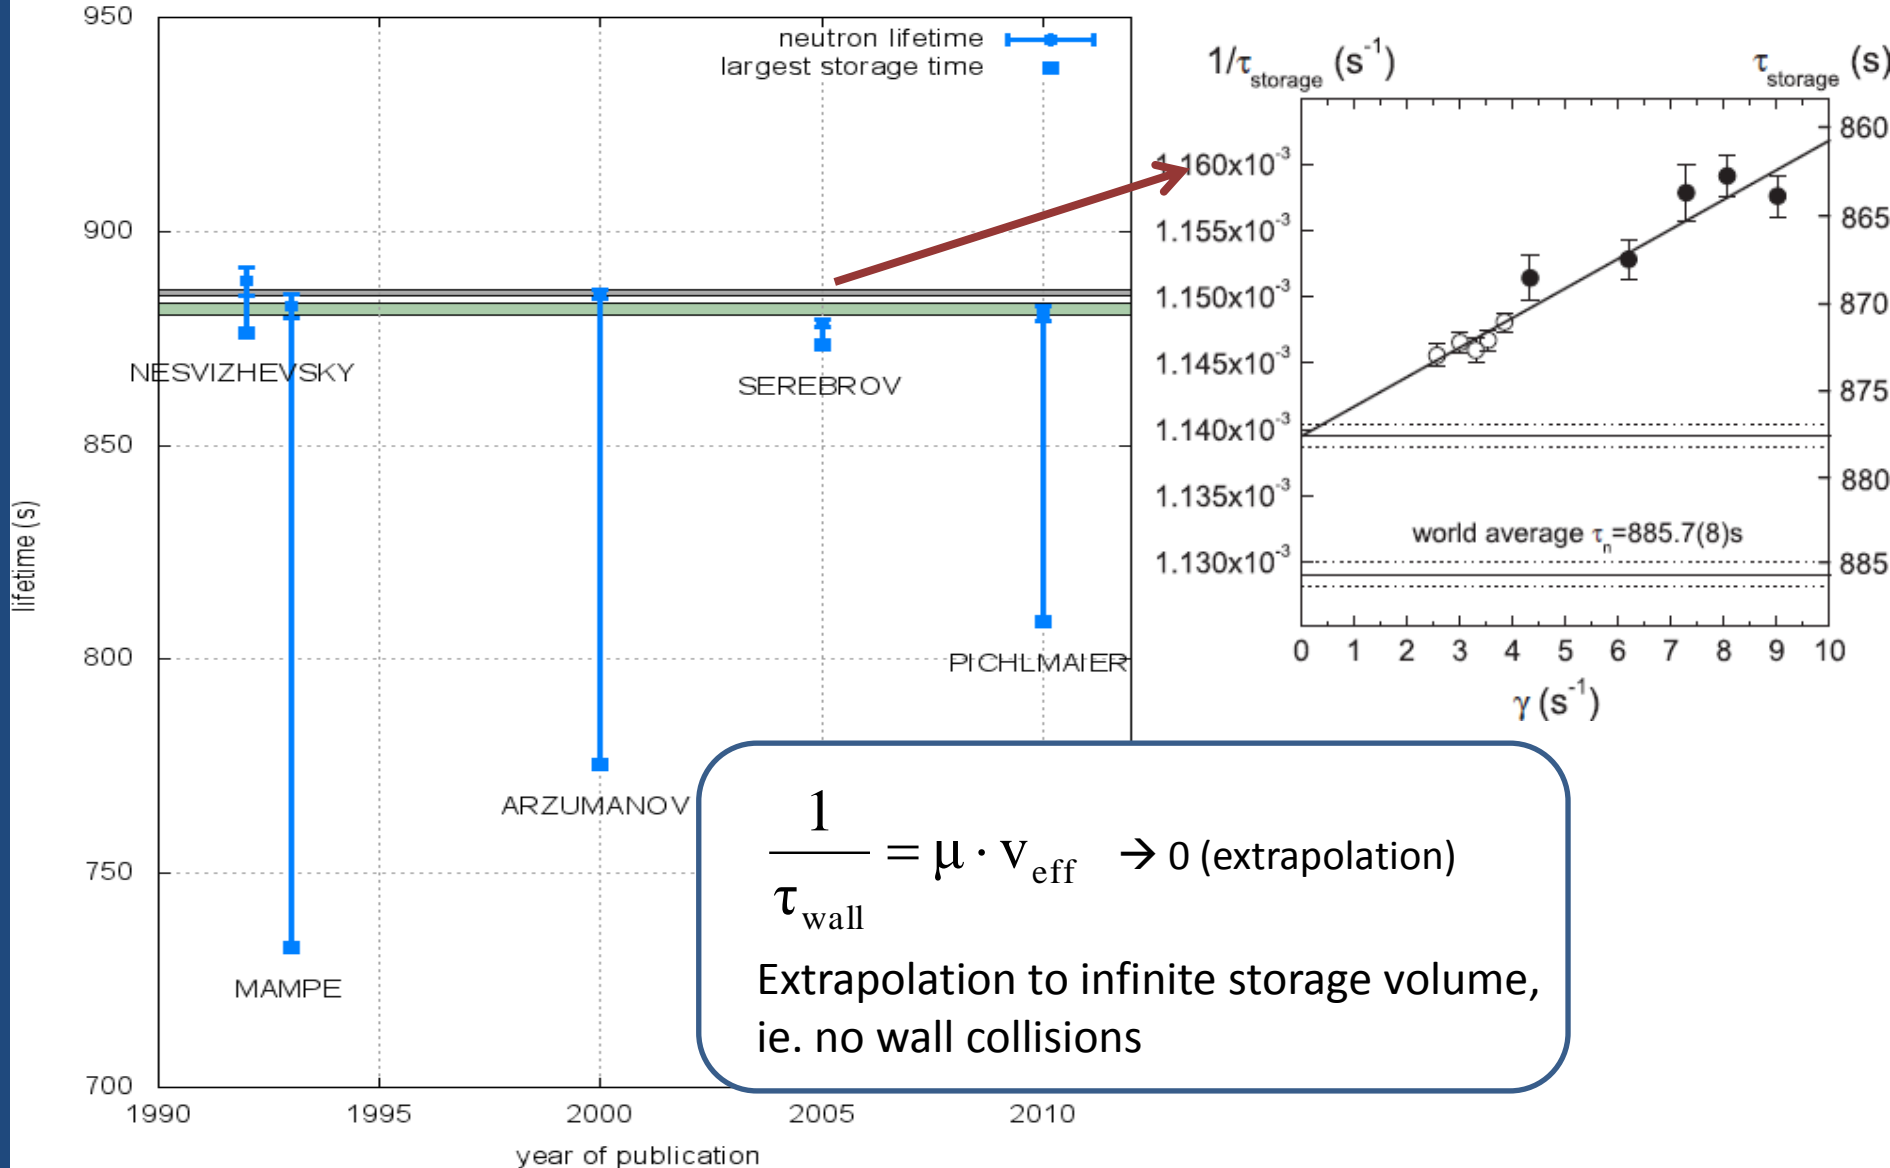 950
900
850
800
750
700
lifetime (s)
neutron lifetime
largest storage time
NESVIZHEVSKY
SEREBROV
PICHLMAIER
ARZUMANOV
MAMPE
1990 1995 2000 2005 2010
year of publication
1/τstorage (s⁻¹)
τstorage (s)
1.160x10⁻³
1.155x10⁻³
1.150x10⁻³
1.145x10⁻³
1.140x10⁻³
1.135x10⁻³
1.130x10⁻³
860
865
870
875
880
885
world average τn=885.7(8)s
0 1 2 3 4 5 6 7 8 9 10
γ (s⁻¹)
1/τwall = μ · veff → 0 (extrapolation)
Extrapolation to infinite storage volume,
ie. no wall collisions